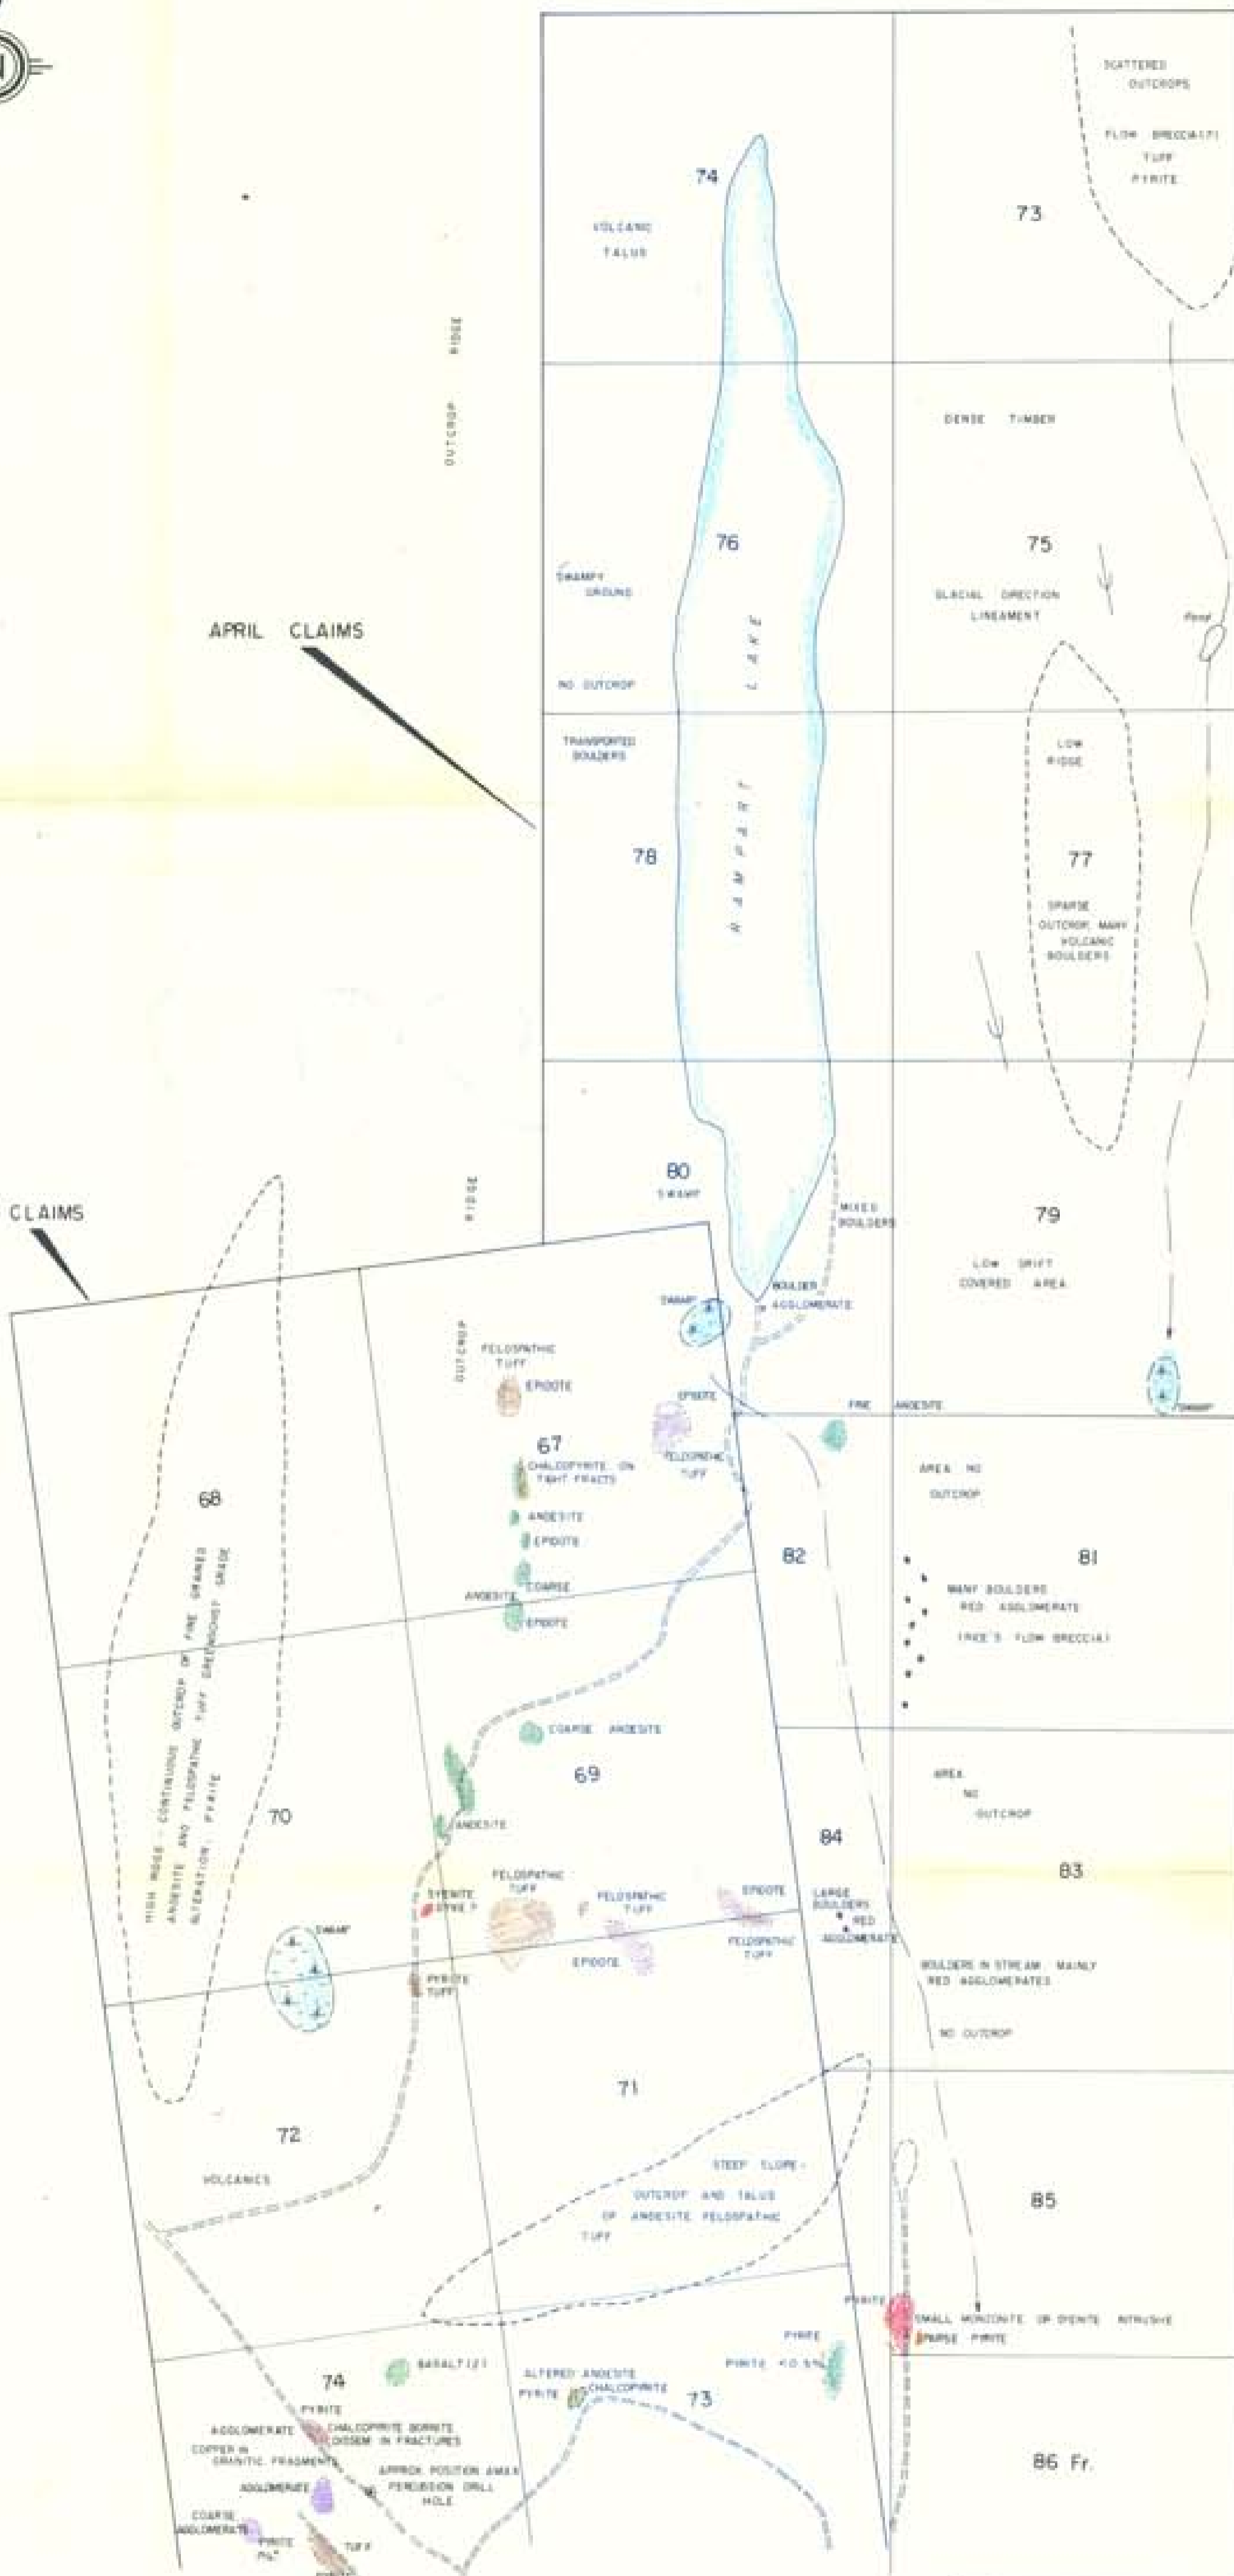 N
SCATTERED
OUTCROPS
FLOW BRECCIA(?)
TUFF
PYRITE
74
73
VOLCANIC
TALUS
OUTCROP RIDGE
DENSE TIMBER
76
75
SWAMPY
GROUND
GLACIAL DIRECTION
LINEAMENT
Pond
APRIL CLAIMS
NO OUTCROP
RAMPART LAKE
TRANSPORTED
BOULDERS
LOW
RIDGE
78
77
SPARSE
OUTCROP, MANY
VOLCANIC
BOULDERS
80
SWAMP
79
MIXED
BOULDERS
CLAIMS
OUTCROP RIDGE
LOW DRIFT
COVERED AREA
BOULDER
AGGLOMERATE
SWAMP
FELDSPATHIC
TUFF
EPIDOTE
EPIDOTE
FINE ANDESITE
SWAMP
67
CHALCOPYRITE ON
TIGHT FRACTS
FELDSPATHIC
TUFF
AREA NO
OUTCROP
68
ANDESITE
EPIDOTE
82
81
COARSE
ANDESITE
EPIDOTE
MANY BOULDERS
RED AGGLOMERATE
(RICE'S FLOW BRECCIA)
HIGH RIDGE - CONTINUOUS OUTCROP OF FINE GRAINED
ANDESITE AND FELDSPATHIC TUFF GREENSCHIST GRADE
ALTERATION: PYRITE
COARSE ANDESITE
69
AREA
NO
OUTCROP
70
ANDESITE
84
83
SYENITE
DYKE?
FELDSPATHIC
TUFF
FELDSPATHIC
TUFF
EPIDOTE
LARGE
BOULDERS
RED
AGGLOMERATE
SWAMP
EPIDOTE
FELDSPATHIC
TUFF
PYRITE
TUFF
BOULDERS IN STREAM MAINLY
RED AGGLOMERATES
NO OUTCROP
71
72
VOLCANICS
STEEP SLOPE -
OUTCROP AND TALUS
OF ANDESITE FELDSPATHIC
TUFF
85
PYRITE
SMALL MONZONITE OR SYENITE INTRUSIVE
SPARSE PYRITE
PYRITE
PYRITE <0.5%
BASALT(?)
74
ALTERED ANDESITE
PYRITE
CHALCOPYRITE
73
PYRITE
AGGLOMERATE
CHALCOPYRITE BORNITE
DISSEM IN FRACTURES
COPPER IN
GRANITIC FRAGMENTS
APPROX. POSITION AMAX
PERCUSSION DRILL
HOLE
86 Fr.
AGGLOMERATE
COARSE
AGGLOMERATE
PYRITE
TUFF